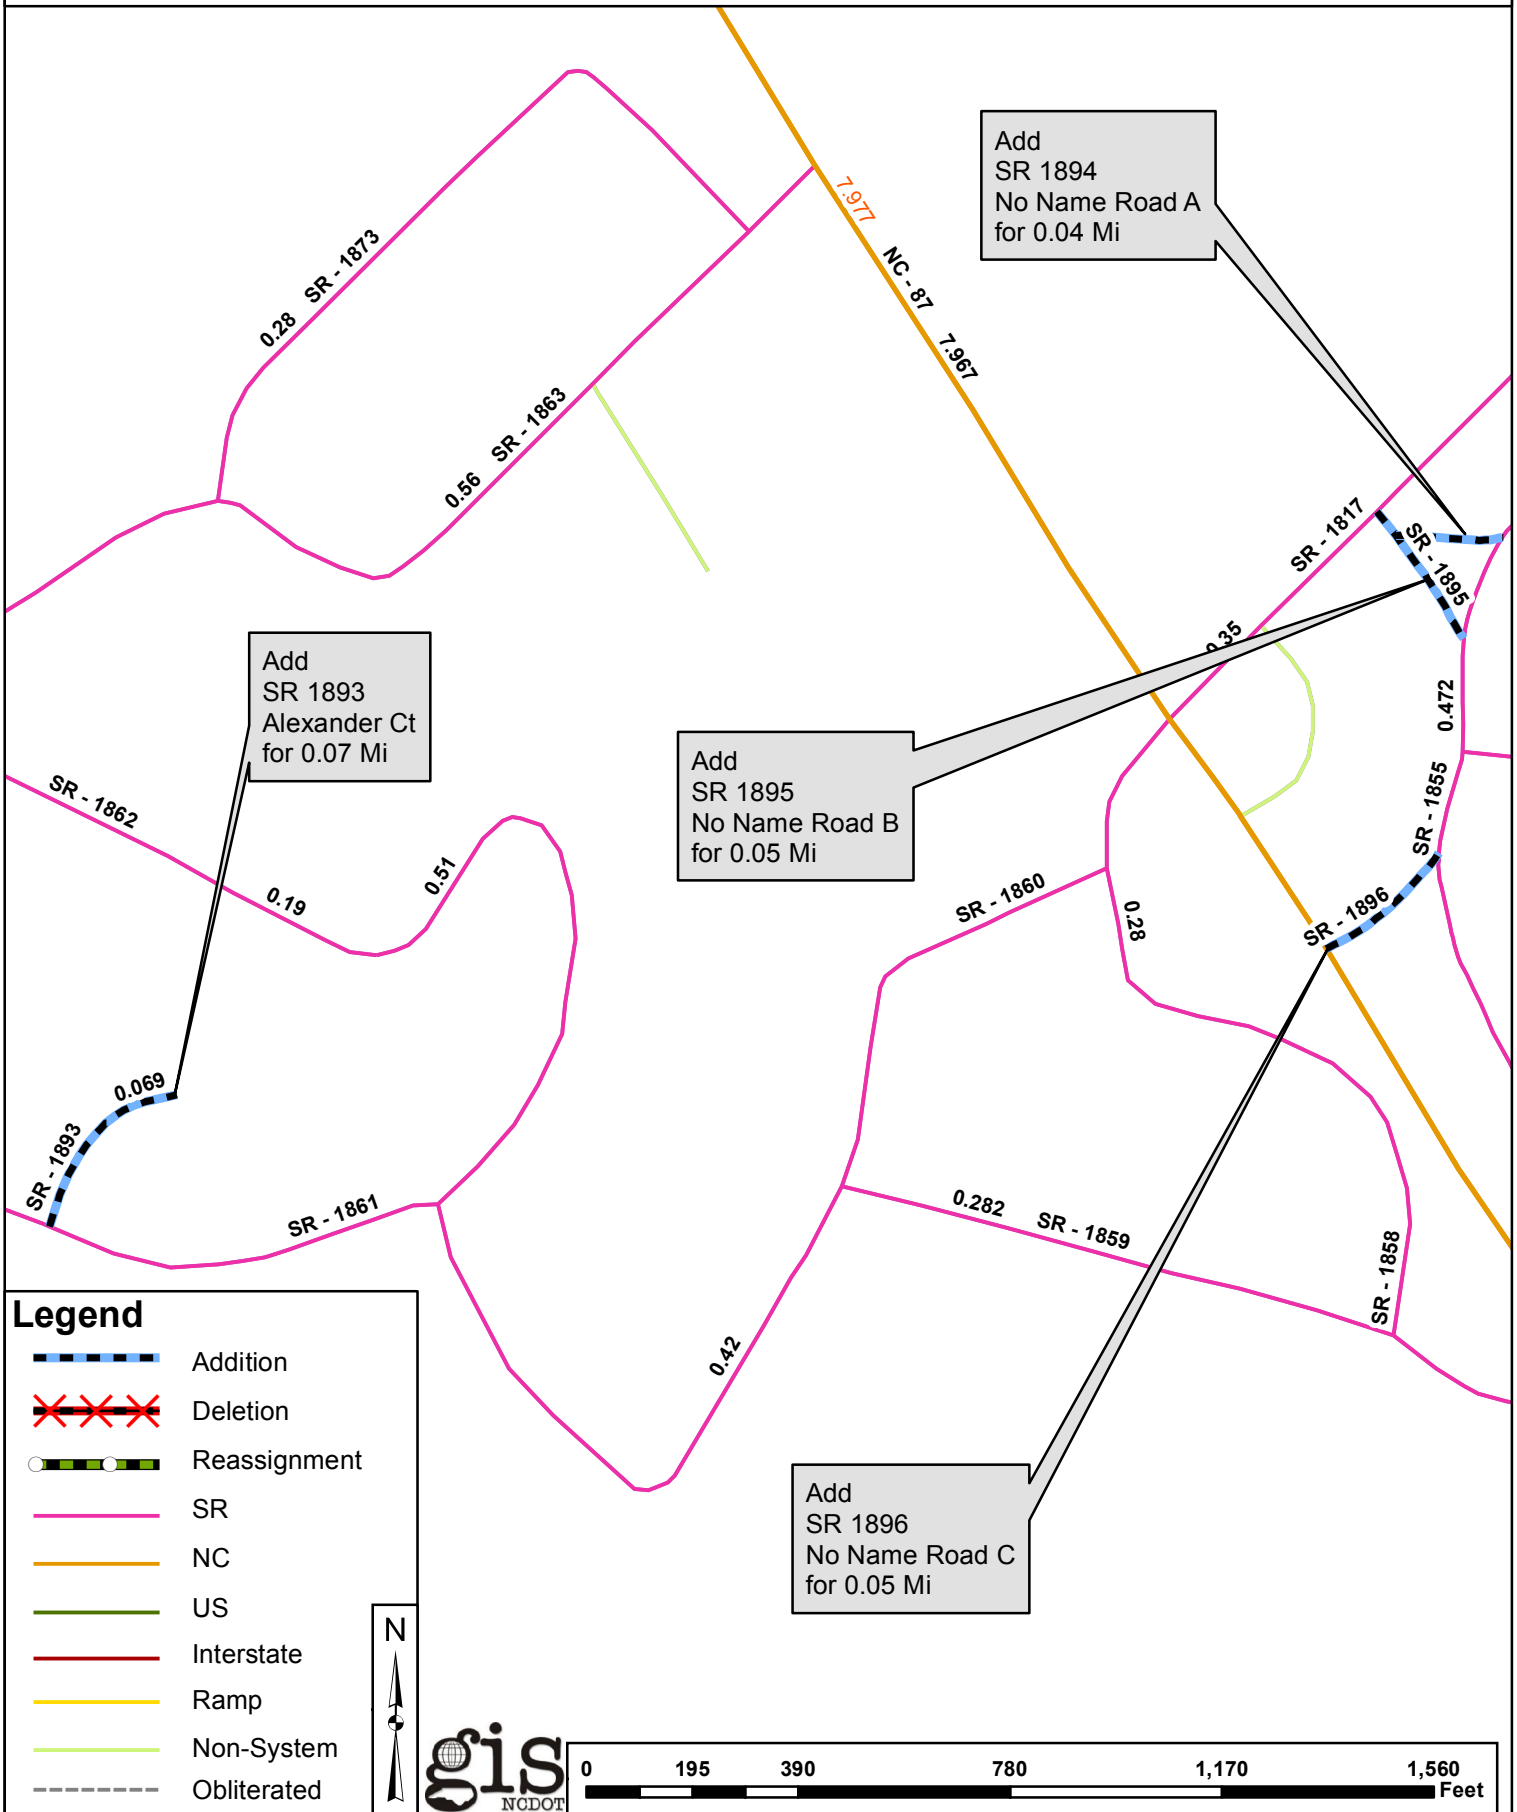 7.977
NC - 87
7.967
Add
SR 1894
No Name Road A
for 0.04 Mi
SR - 1873
0.28
SR - 1863
0.56
SR - 1817
SR - 1895
0.35
Add
SR 1893
Alexander Ct
for 0.07 Mi
0.472
Add
SR 1895
No Name Road B
for 0.05 Mi
SR - 1862
SR - 1855
0.51
0.19
SR - 1860
0.28
SR - 1896
0.069
SR - 1893
SR - 1861
0.282
SR - 1859
SR - 1858
0.42
Add
SR 1896
No Name Road C
for 0.05 Mi
Legend
Addition
Deletion
Reassignment
SR
NC
US
Interstate
Ramp
Non-System
Obliterated
N
gis
NCDOT
0 195 390 780 1,170 1,560
Feet